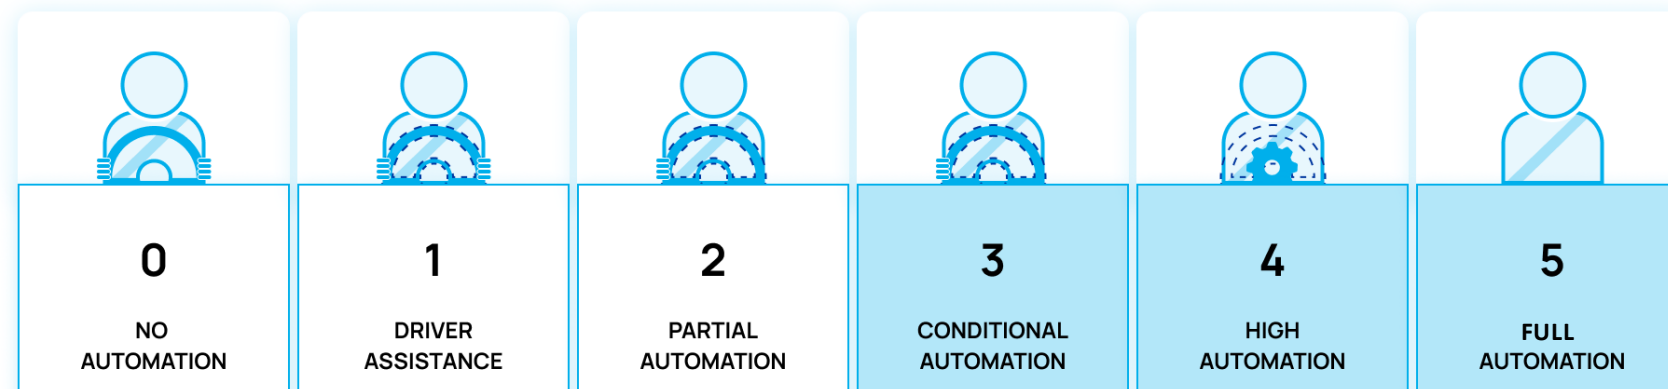 0
NO
AUTOMATION
1
DRIVER
ASSISTANCE
2
PARTIAL
AUTOMATION
3
CONDITIONAL
AUTOMATION
4
HIGH
AUTOMATION
5
FULL
AUTOMATION